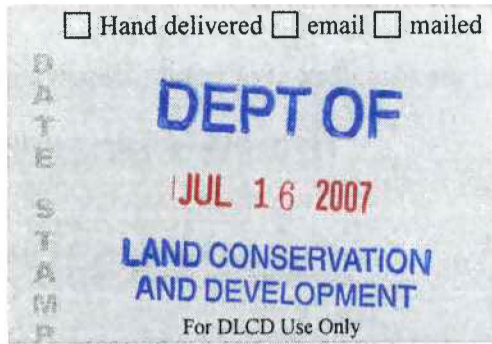 ☐ Hand delivered ☐ email ☐ mailed
DATE STAMP
DEPT OF
JUL 16 2007
LAND CONSERVATION
AND DEVELOPMENT
For DLCD Use Only